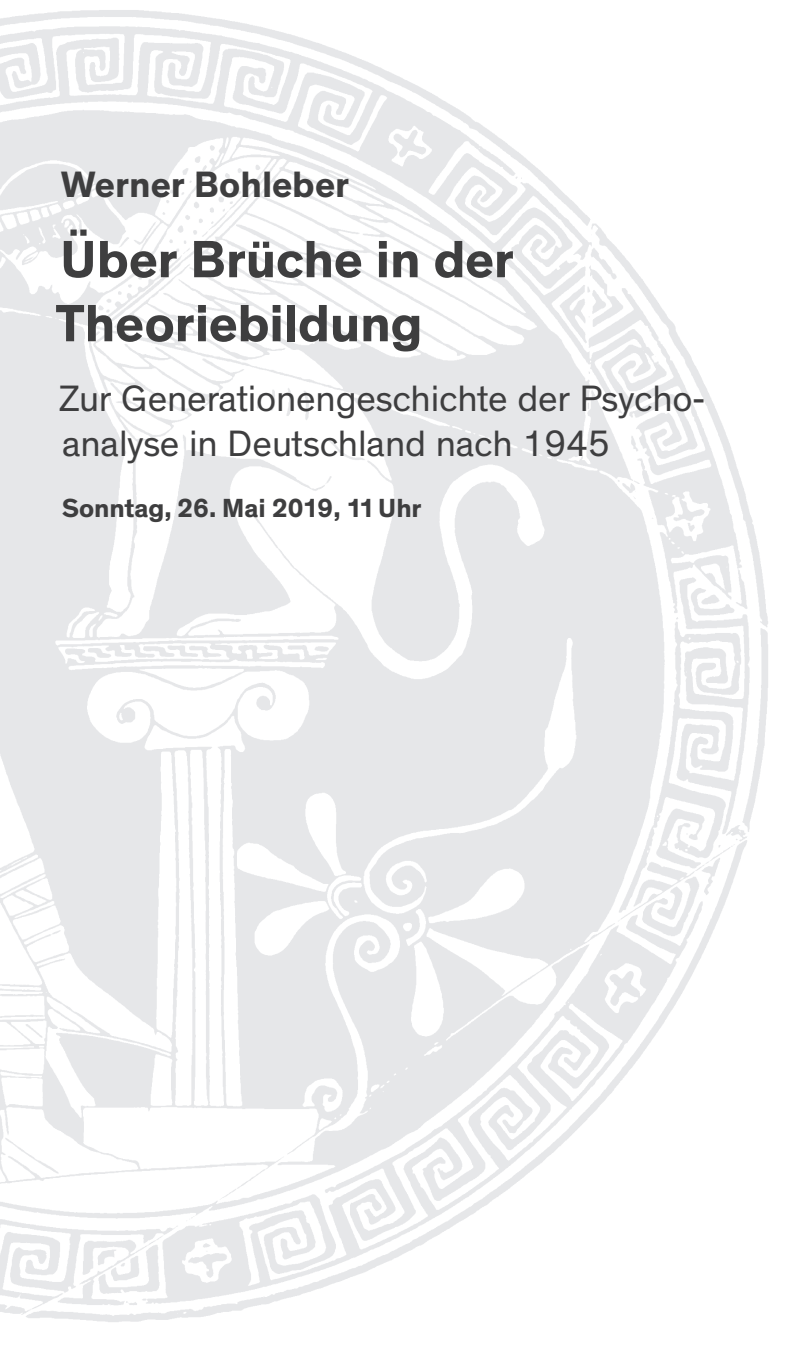 Werner Bohleber
Über Brüche in der
Theoriebildung
Zur Generationengeschichte der Psycho-
analyse in Deutschland nach 1945
Sonntag, 26. Mai 2019, 11 Uhr